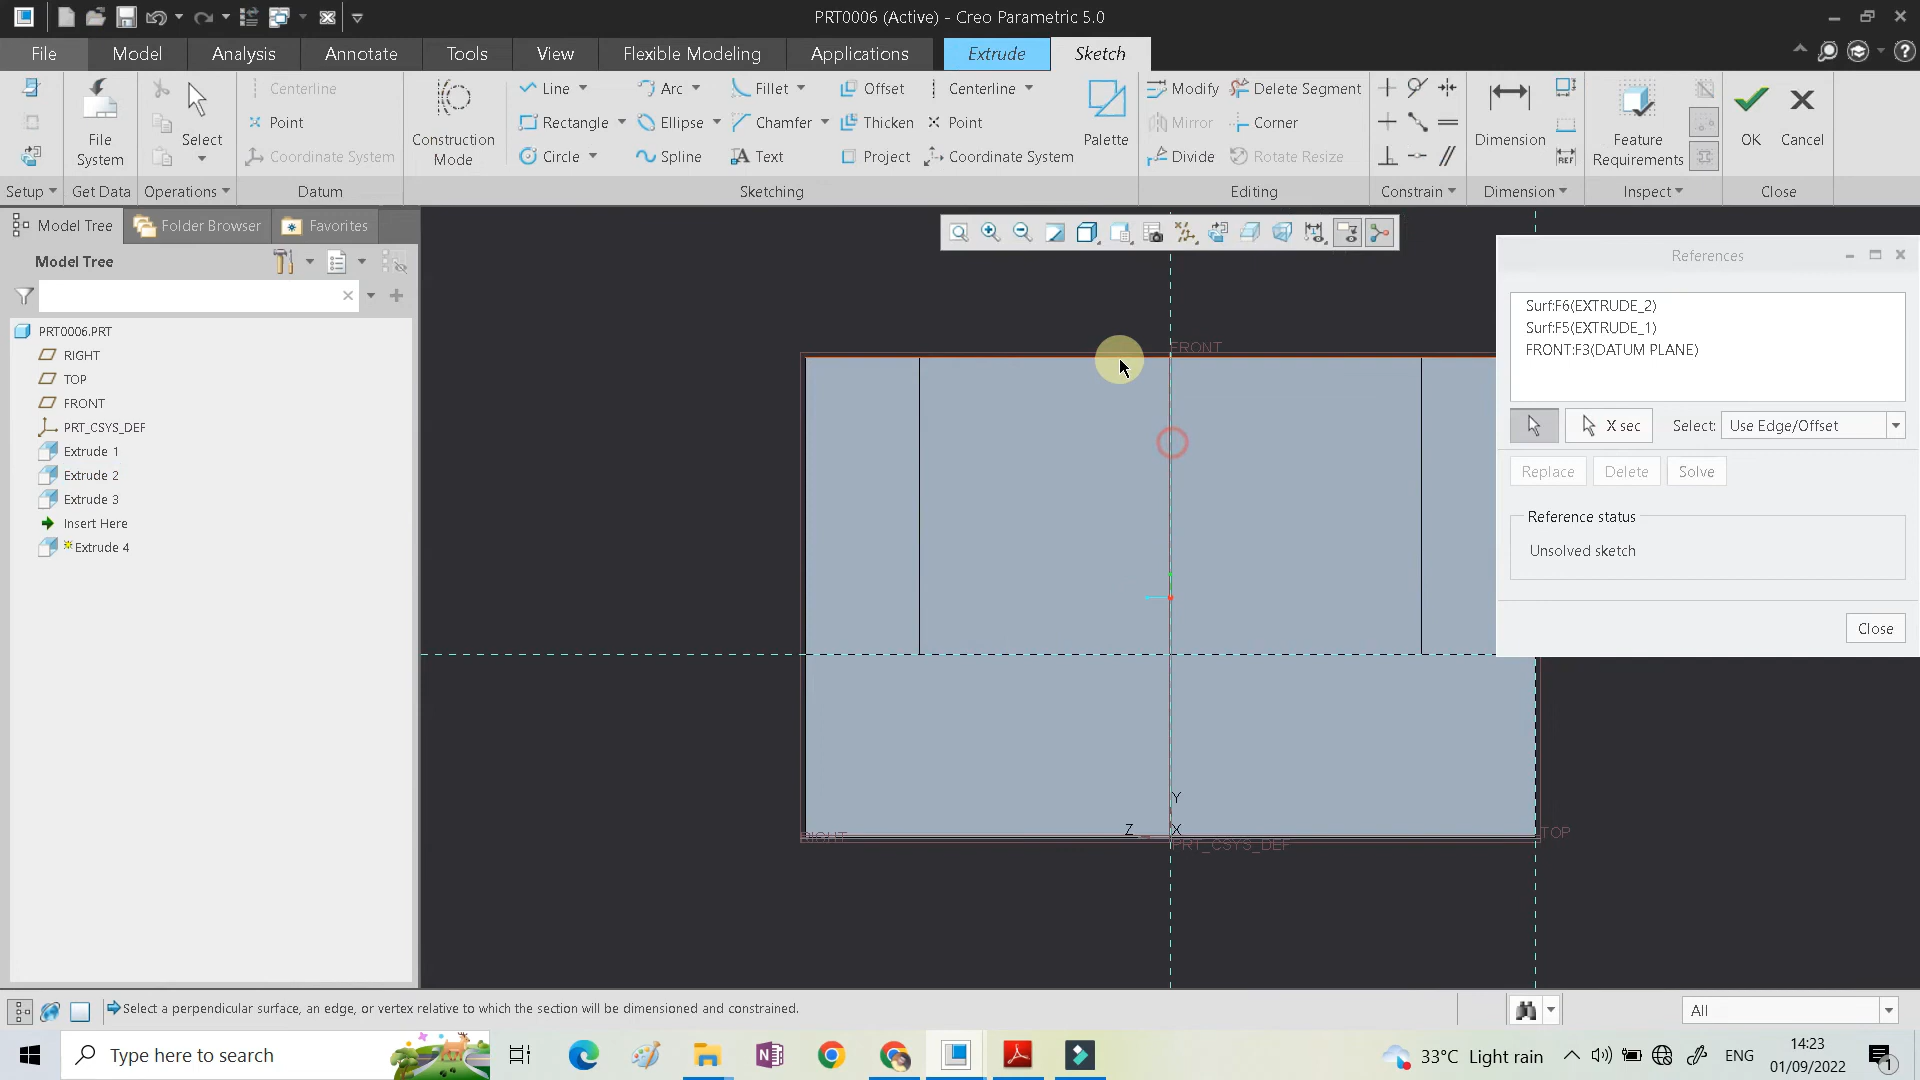 PRT0006 (Active) - Creo Parametric 5.0
File Model Analysis Annotate Tools View Flexible Modeling Applications Extrude Sketch
Centerline
Point
Coordinate System
File System
Select
Construction Mode
Line Arc Fillet Offset Centerline
Rectangle Ellipse Chamfer Thicken Point
Circle Spline Text Project Coordinate System
Palette
Modify Delete Segment
Mirror Corner
Divide Rotate Resize
Dimension
REF
Feature Requirements
OK
Cancel
Setup Get Data Operations Datum Sketching Editing Constrain Dimension Inspect Close
Model Tree Folder Browser Favorites
Model Tree
PRT0006.PRT
RIGHT
TOP
FRONT
PRT_CSYS_DEF
Extrude 1
Extrude 2
Extrude 3
Insert Here
Extrude 4
FRONT
Y
Z X
RIGHT
TOP
PRT_CSYS_DEF
References
Surf:F6(EXTRUDE_2)
Surf:F5(EXTRUDE_1)
FRONT:F3(DATUM PLANE)
X sec Select: Use Edge/Offset
Replace Delete Solve
Reference status
Unsolved sketch
Close
Select a perpendicular surface, an edge, or vertex relative to which the section will be dimensioned and constrained.
All
Type here to search
33°C Light rain
ENG
14:23
01/09/2022
1